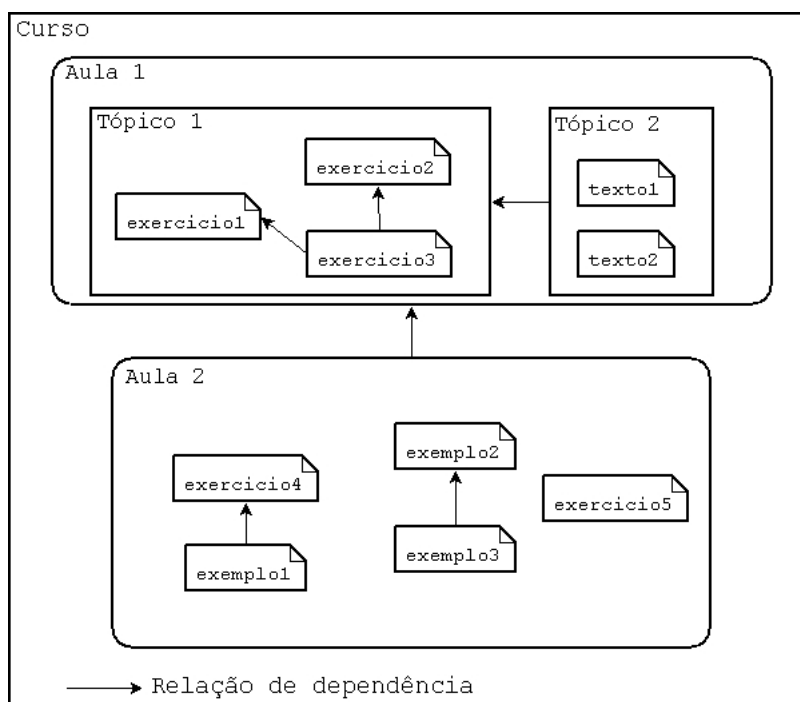 Curso
Aula 1
Tópico 1
exercicio2
exercicio1
exercicio3
Tópico 2
texto1
texto2
Aula 2
exercicio4
exemplo1
exemplo2
exemplo3
exercicio5
Relação de dependência